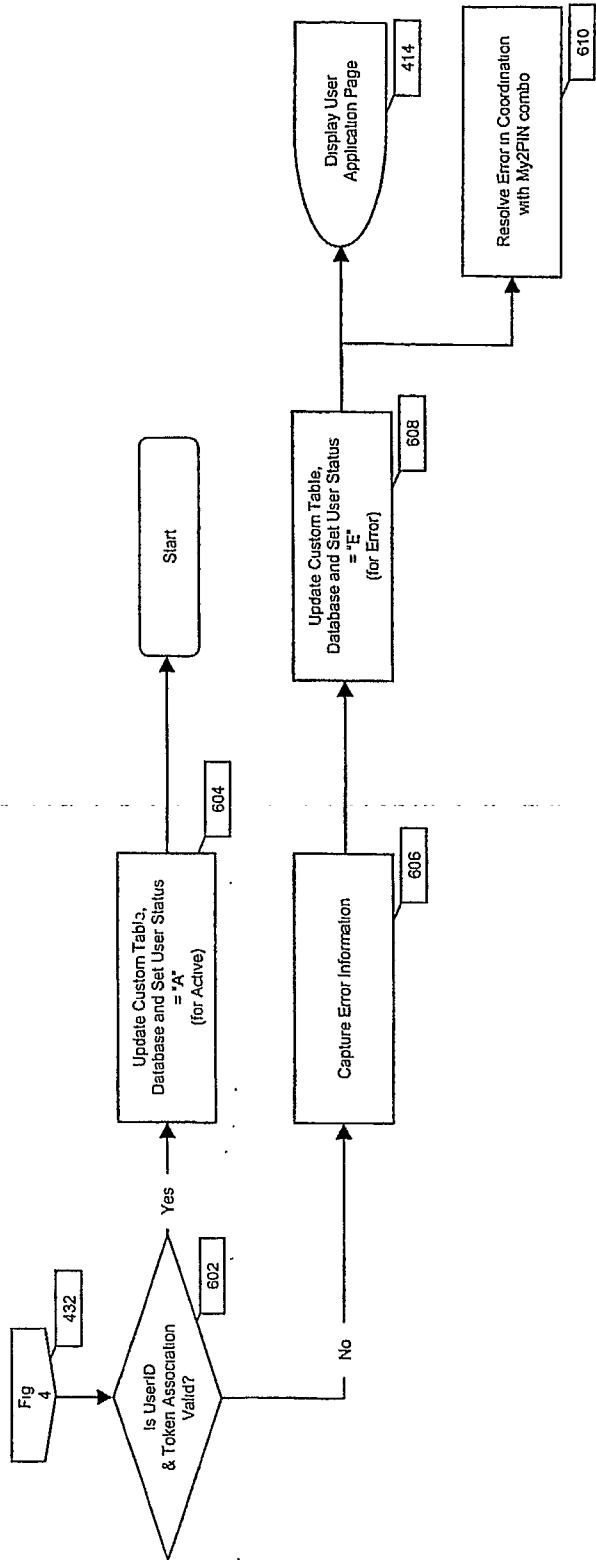 Fig
4
432
Is UserID
& Token Association
Valid?
602
Yes
Update Custom Table,
Database and Set User Status
= "A"
(for Active)
604
Start
No
Capture Error Information
606
Update Custom Table,
Database and Set User Status
= "E"
(for Error)
608
Display User
Application Page
414
Resolve Error in Coordination
with My2PIN combo
610